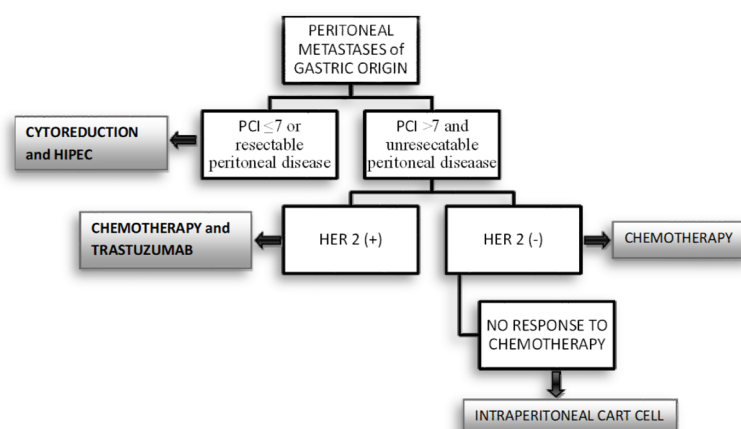 PERITONEAL
METASTASES of
GASTRIC ORIGIN
CYTOREDUCTION
and HIPEC
PCI ≤7 or
resectable
peritoneal disease
PCI >7 and
unresecatable
peritoneal diseaase
CHEMOTHERAPY and
TRASTUZUMAB
HER 2 (+)
HER 2 (-)
CHEMOTHERAPY
NO RESPONSE TO
CHEMOTHERAPY
INTRAPERITONEAL CART CELL